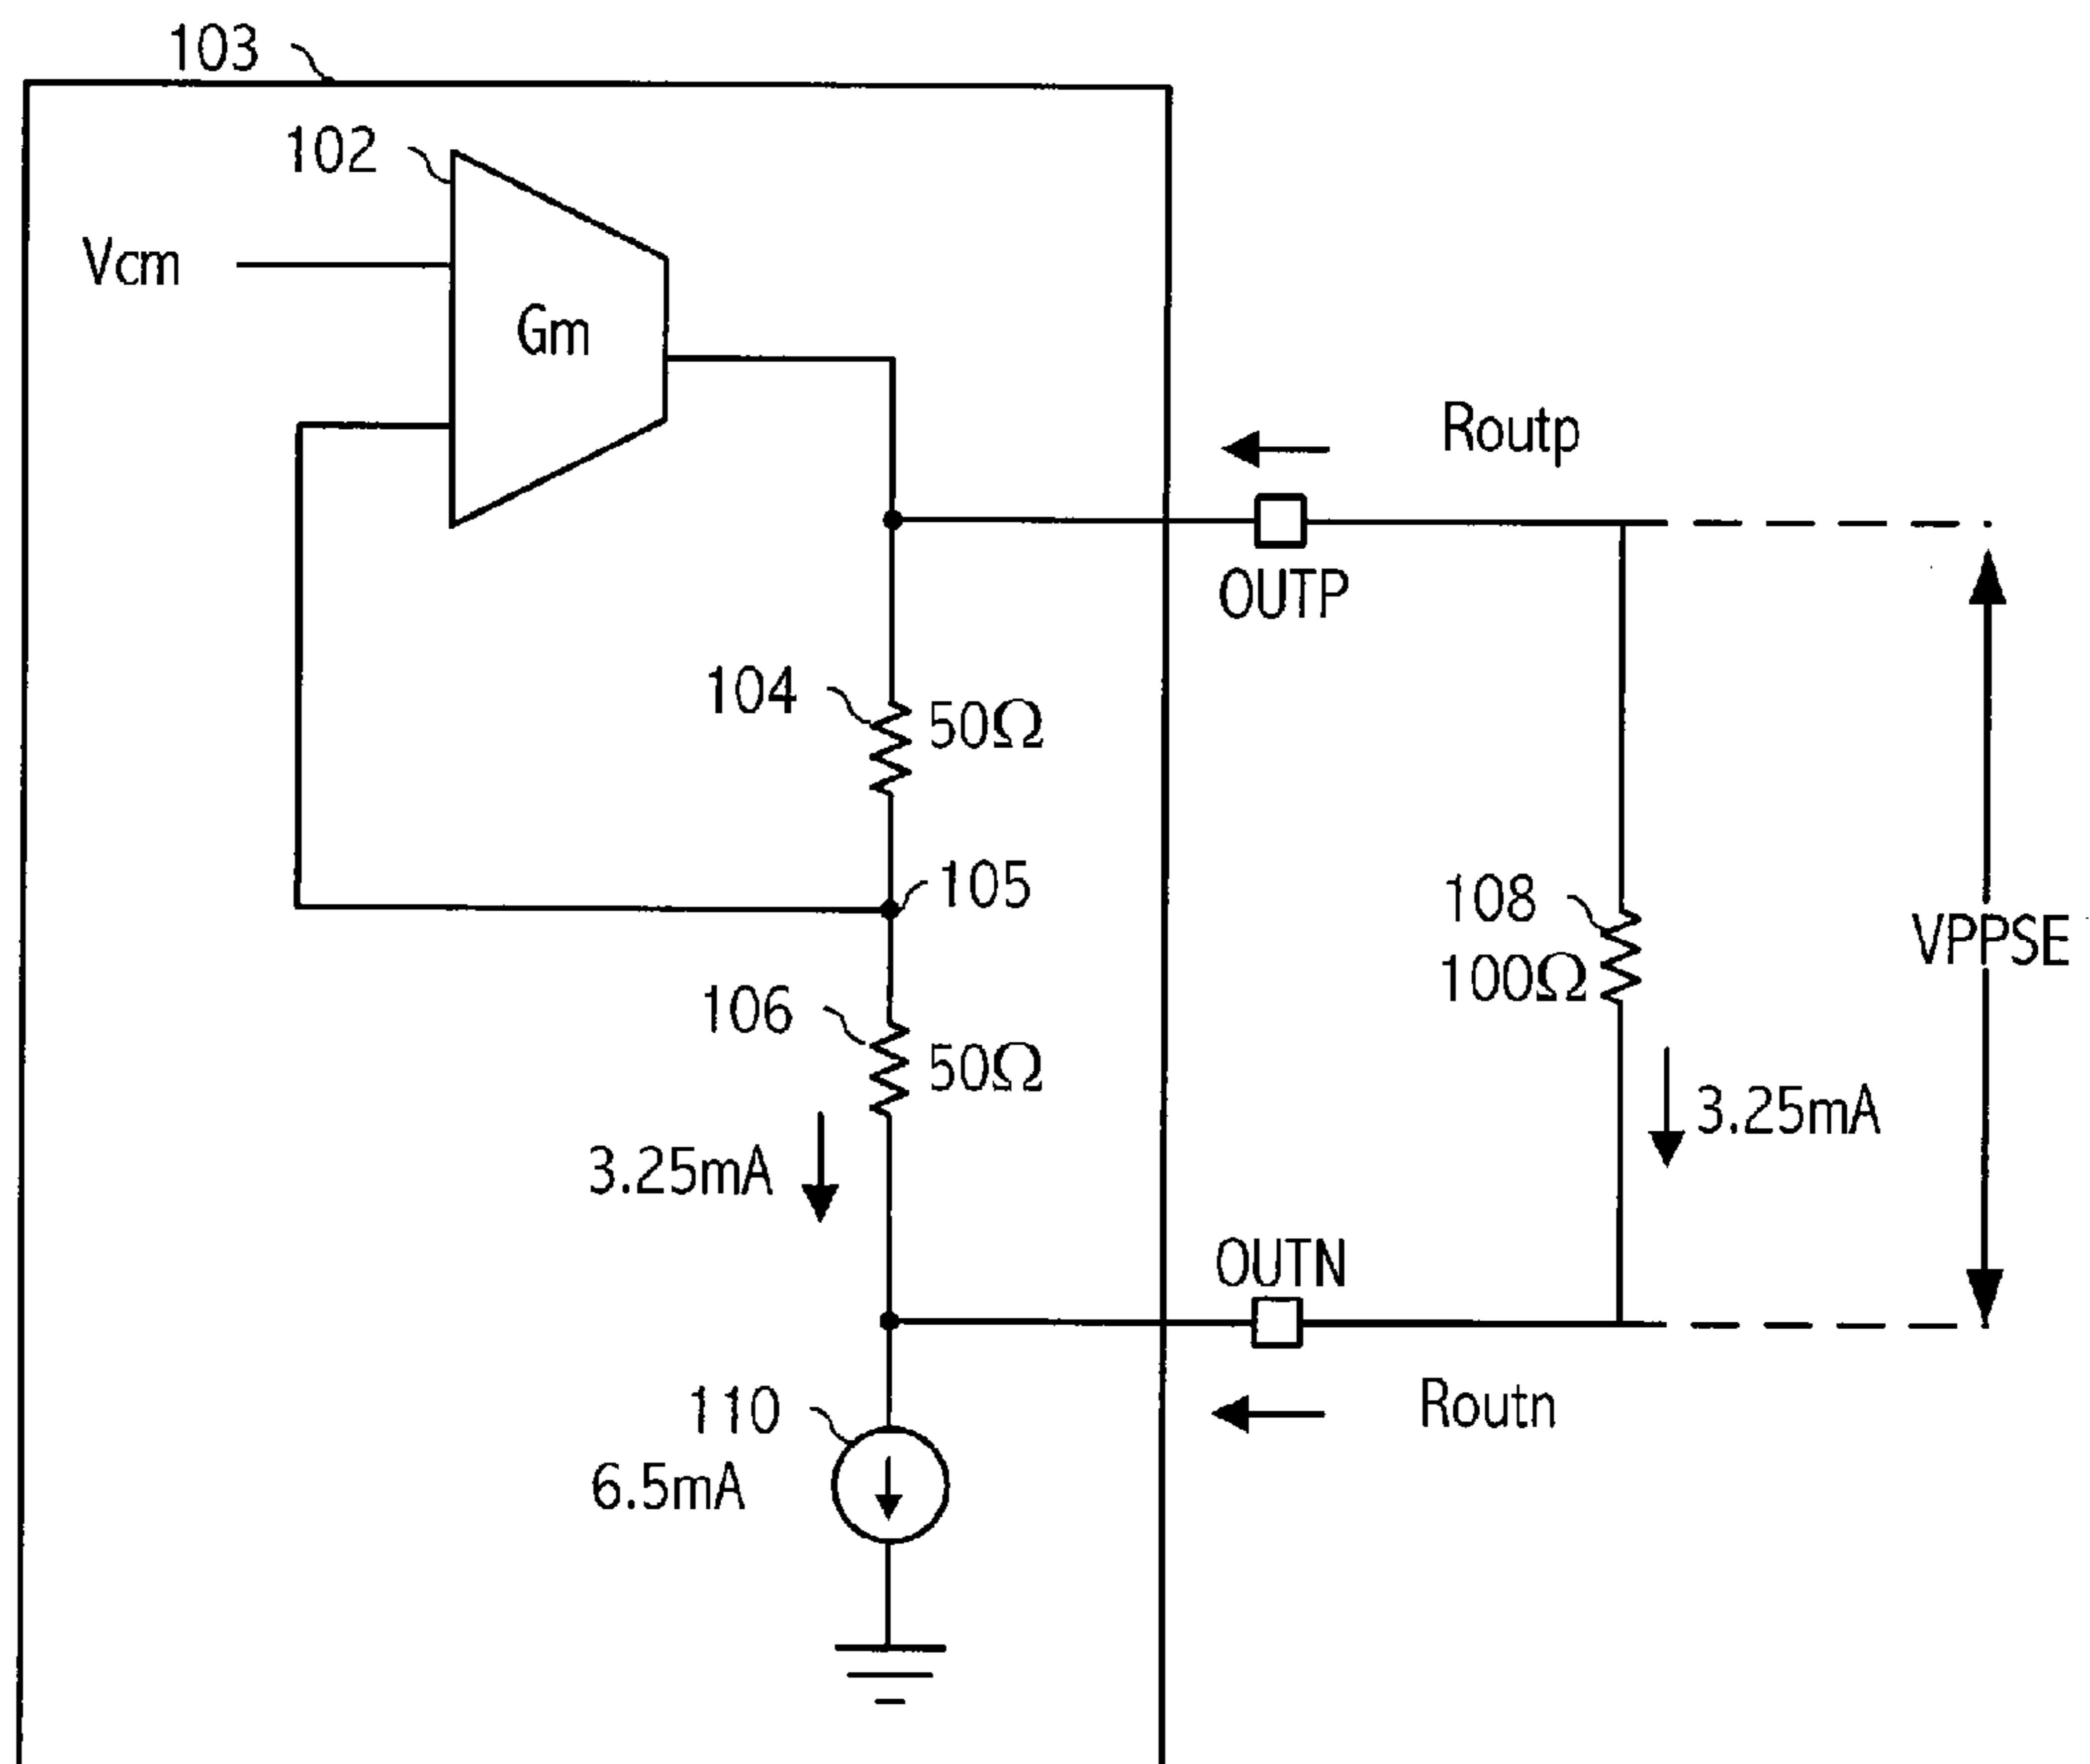 103
102
Vcm
Gm
Routp
OUTP
104
50Ω
105
108
100Ω
VPPSE
106
50Ω
3.25mA
3.25mA
OUTN
Routn
110
6.5mA